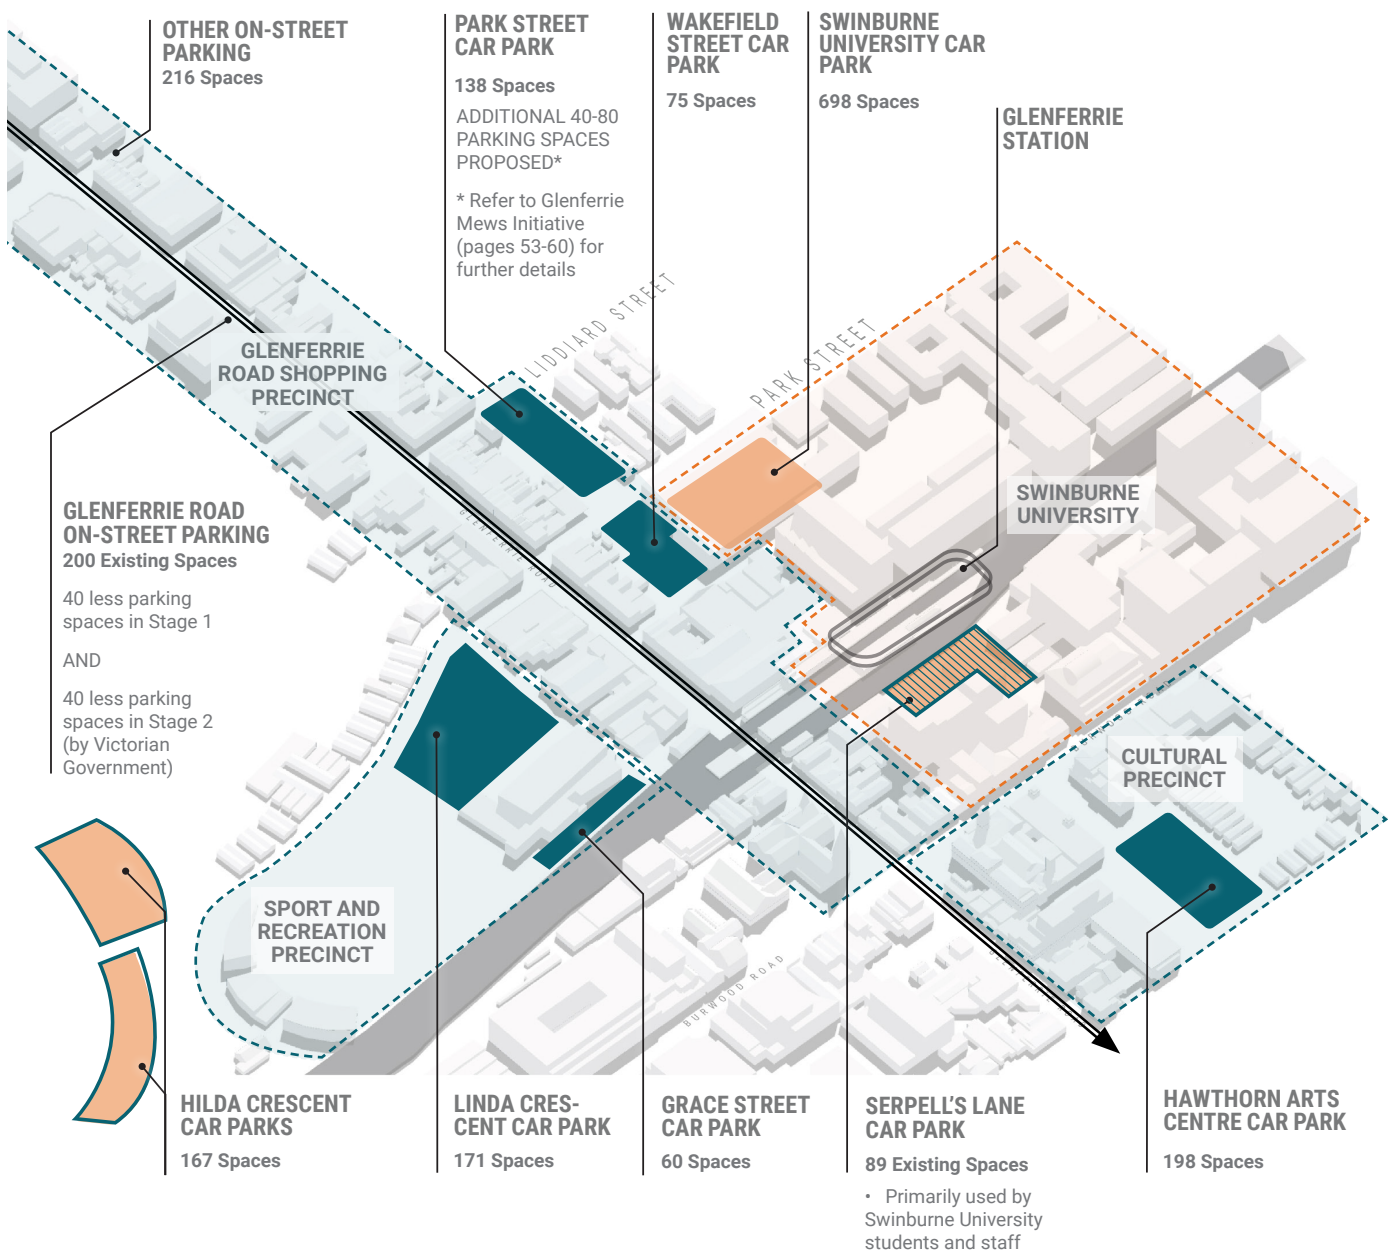 OTHER ON-STREET
PARKING
216 Spaces
PARK STREET
CAR PARK
138 Spaces
ADDITIONAL 40-80
PARKING SPACES
PROPOSED*
* Refer to Glenferrie
Mews Initiative
(pages 53-60) for
further details
WAKEFIELD
STREET CAR
PARK
75 Spaces
SWINBURNE
UNIVERSITY CAR
PARK
698 Spaces
GLENFERRIE
STATION
LIDDIARD STREET
PARK STREET
GLENFERRIE
ROAD SHOPPING
PRECINCT
GLENFERRIE ROAD
SWINBURNE
UNIVERSITY
GLENFERRIE ROAD
ON-STREET PARKING
200 Existing Spaces
40 less parking
spaces in Stage 1
AND
40 less parking
spaces in Stage 2
(by Victorian
Government)
CULTURAL
PRECINCT
SPORT AND
RECREATION
PRECINCT
BURWOOD ROAD
HILDA CRESCENT
CAR PARKS
167 Spaces
LINDA CRES-
CENT CAR PARK
171 Spaces
GRACE STREET
CAR PARK
60 Spaces
SERPELL'S LANE
CAR PARK
89 Existing Spaces
• Primarily used by
Swinburne University
students and staff
HAWTHORN ARTS
CENTRE CAR PARK
198 Spaces